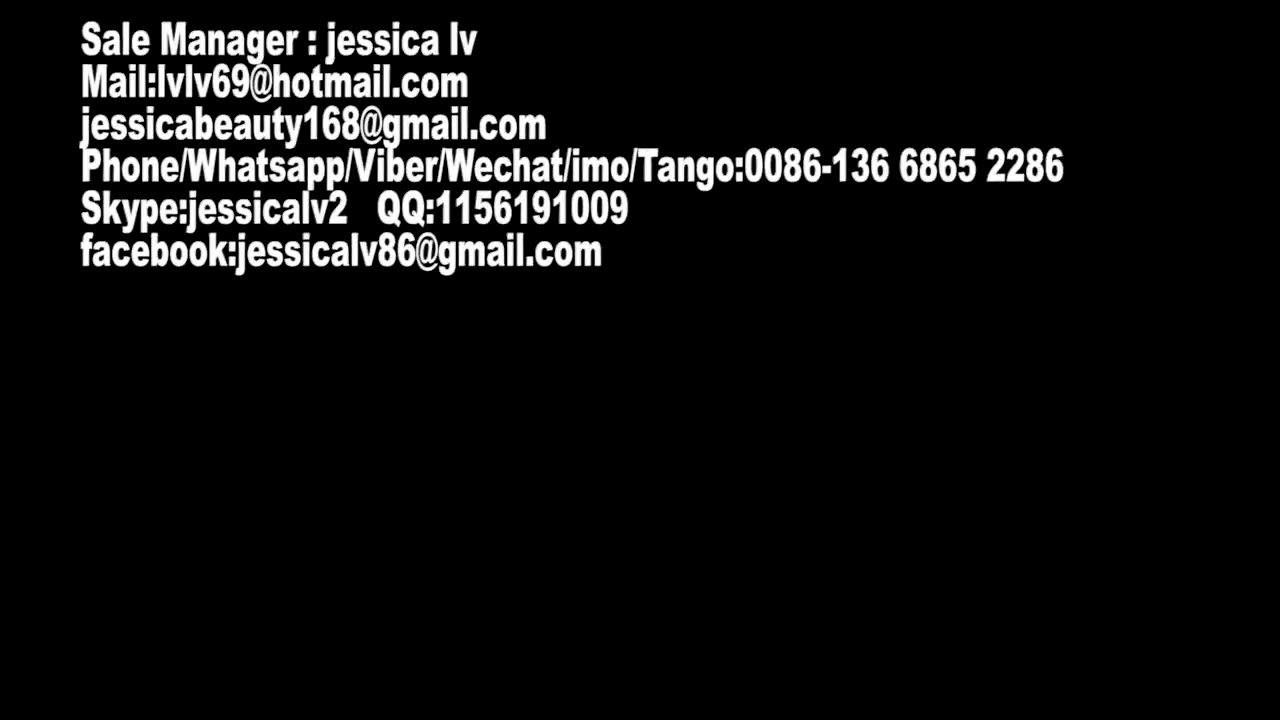 Sale Manager : jessica lv
Mail:lvlv69@hotmail.com
jessicabeauty168@gmail.com
Phone/Whatsapp/Viber/Wechat/imo/Tango:0086-136 6865 2286
Skype:jessicalv2   QQ:1156191009
facebook:jessicalv86@gmail.com